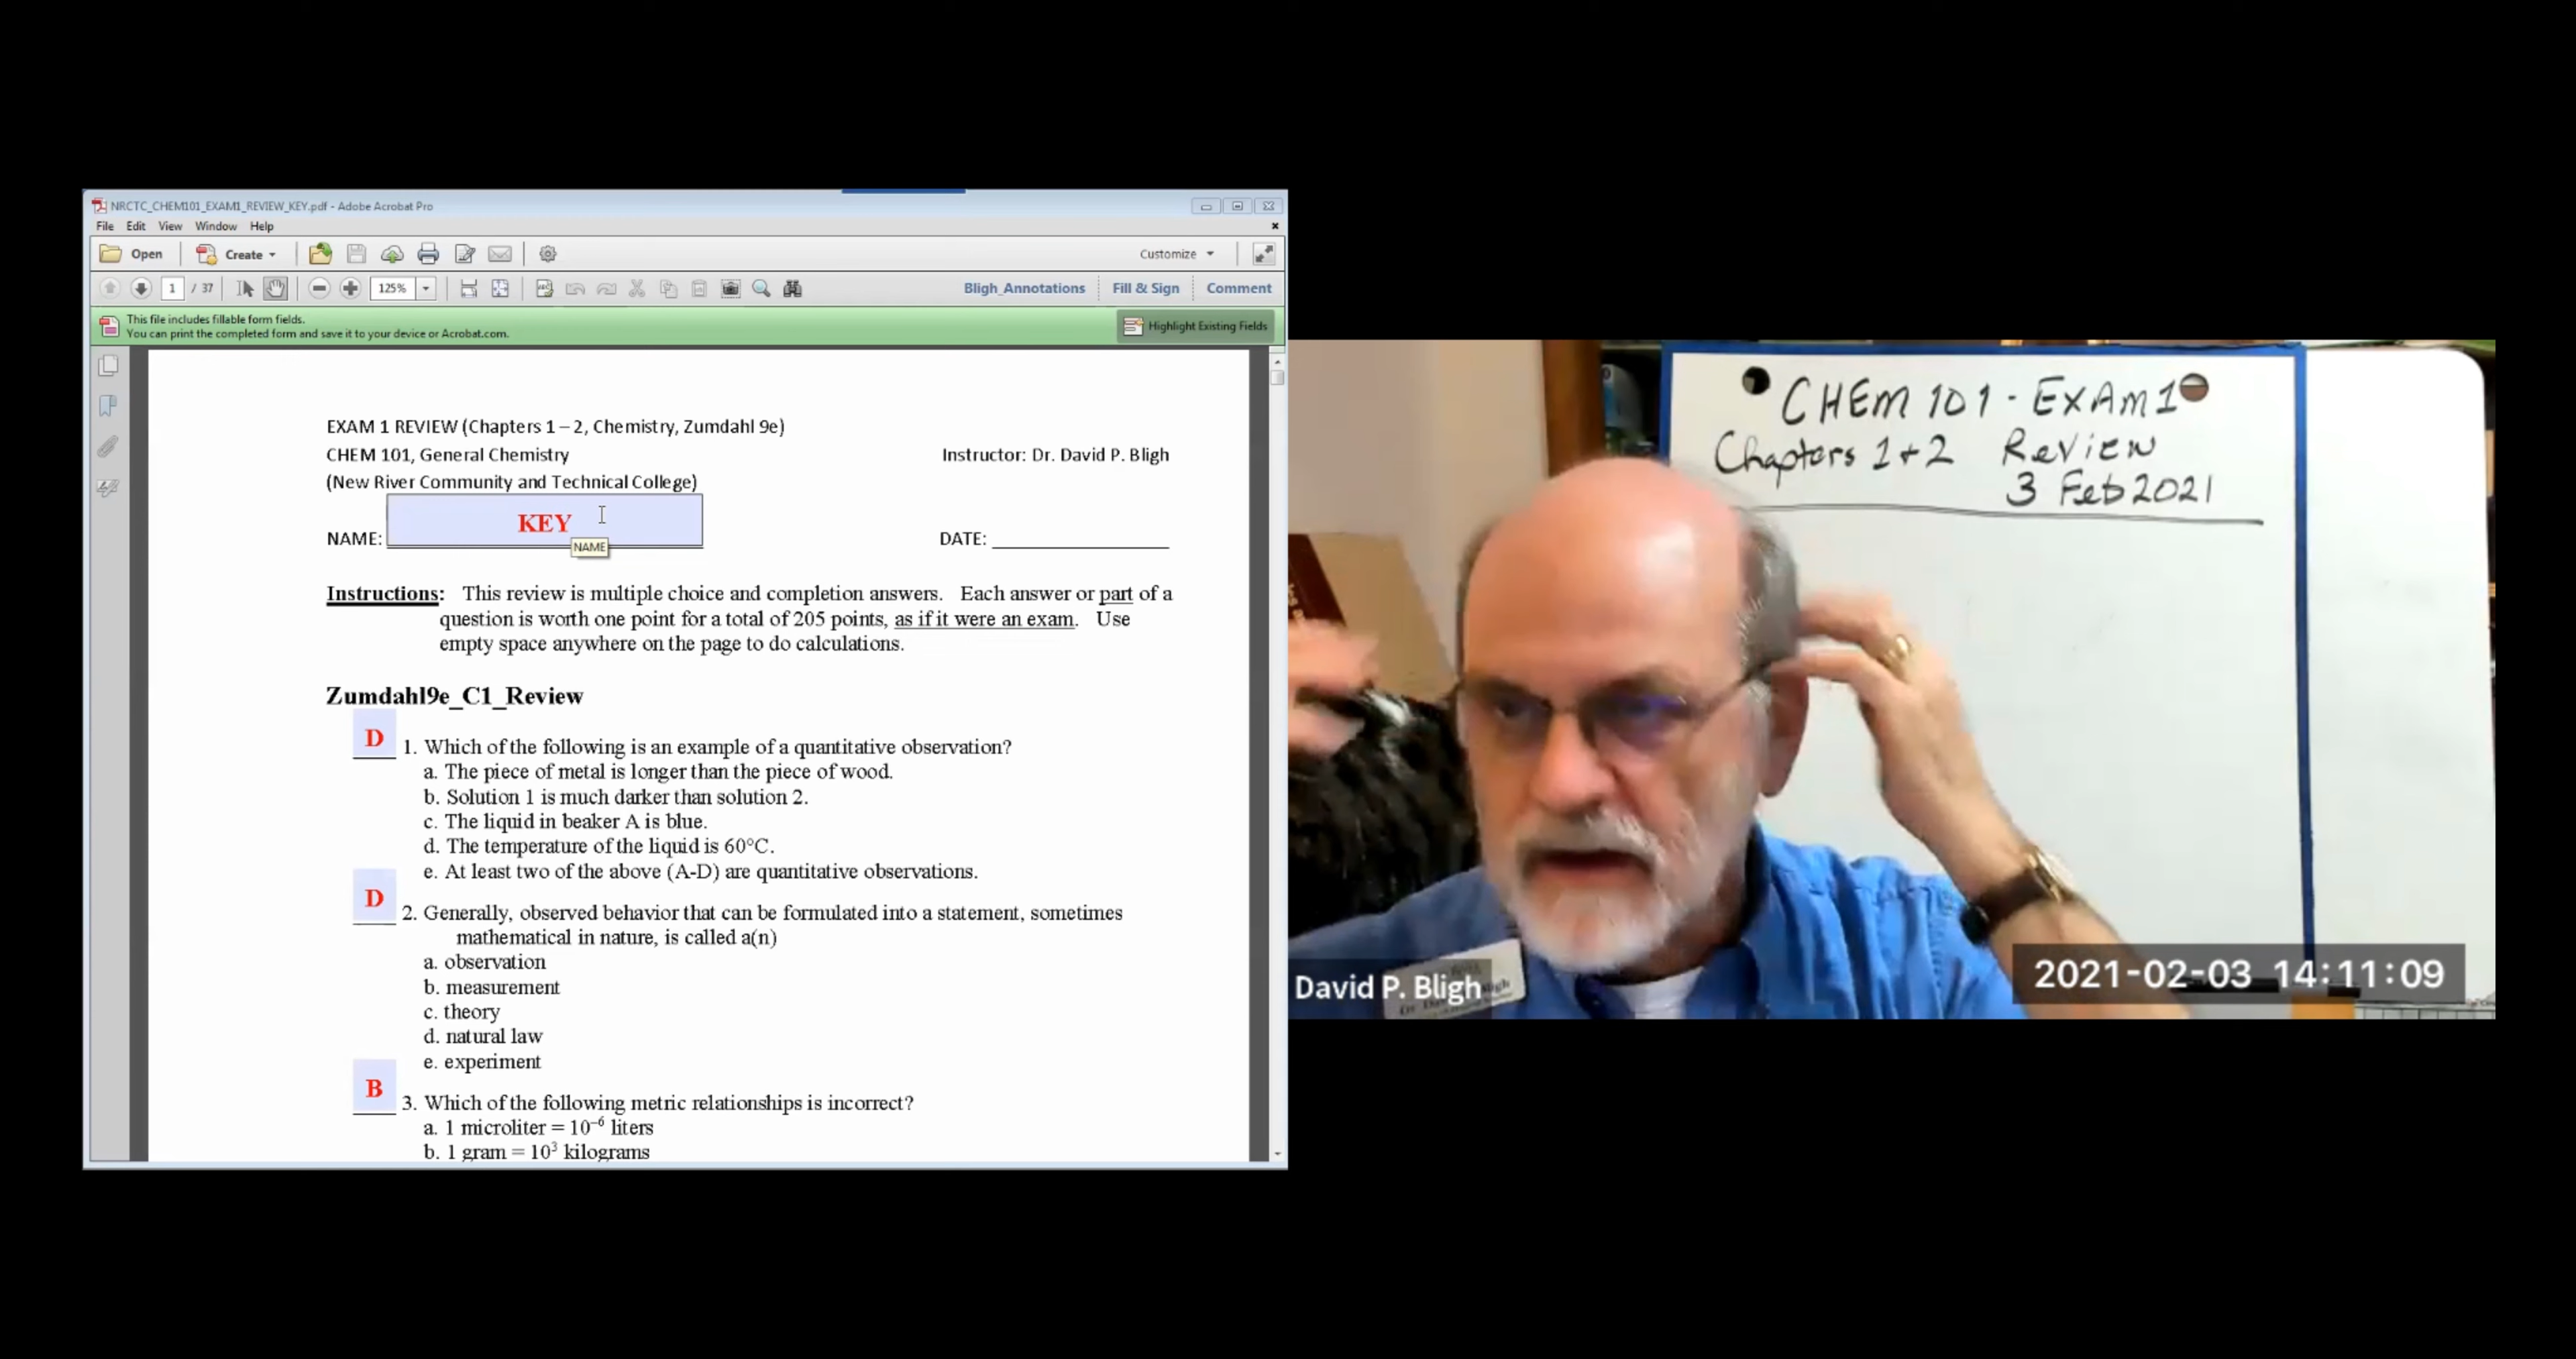 NRCTC_CHEM101_EXAM1_REVIEW_KEY.pdf - Adobe Acrobat Pro
File Edit View Window Help
Open Create Customize
1 / 37 125% Bligh_Annotations Fill & Sign Comment
This file includes fillable form fields.
You can print the completed form and save it to your device or Acrobat.com.
Highlight Existing Fields
EXAM 1 REVIEW (Chapters 1 – 2, Chemistry, Zumdahl 9e)
CHEM 101, General Chemistry Instructor: Dr. David P. Bligh
(New River Community and Technical College)
NAME: KEY DATE:
NAME
Instructions: This review is multiple choice and completion answers. Each answer or part of a
question is worth one point for a total of 205 points, as if it were an exam. Use
empty space anywhere on the page to do calculations.
Zumdahl9e_C1_Review
D 1. Which of the following is an example of a quantitative observation?
a. The piece of metal is longer than the piece of wood.
b. Solution 1 is much darker than solution 2.
c. The liquid in beaker A is blue.
d. The temperature of the liquid is 60°C.
e. At least two of the above (A-D) are quantitative observations.
D 2. Generally, observed behavior that can be formulated into a statement, sometimes
mathematical in nature, is called a(n)
a. observation
b. measurement
c. theory
d. natural law
e. experiment
B 3. Which of the following metric relationships is incorrect?
a. 1 microliter = 10⁻⁶ liters
b. 1 gram = 10³ kilograms
CHEM 101 - EXAM 1
Chapters 1 + 2 Review
3 Feb 2021
David P. Bligh
2021-02-03 14:11:09